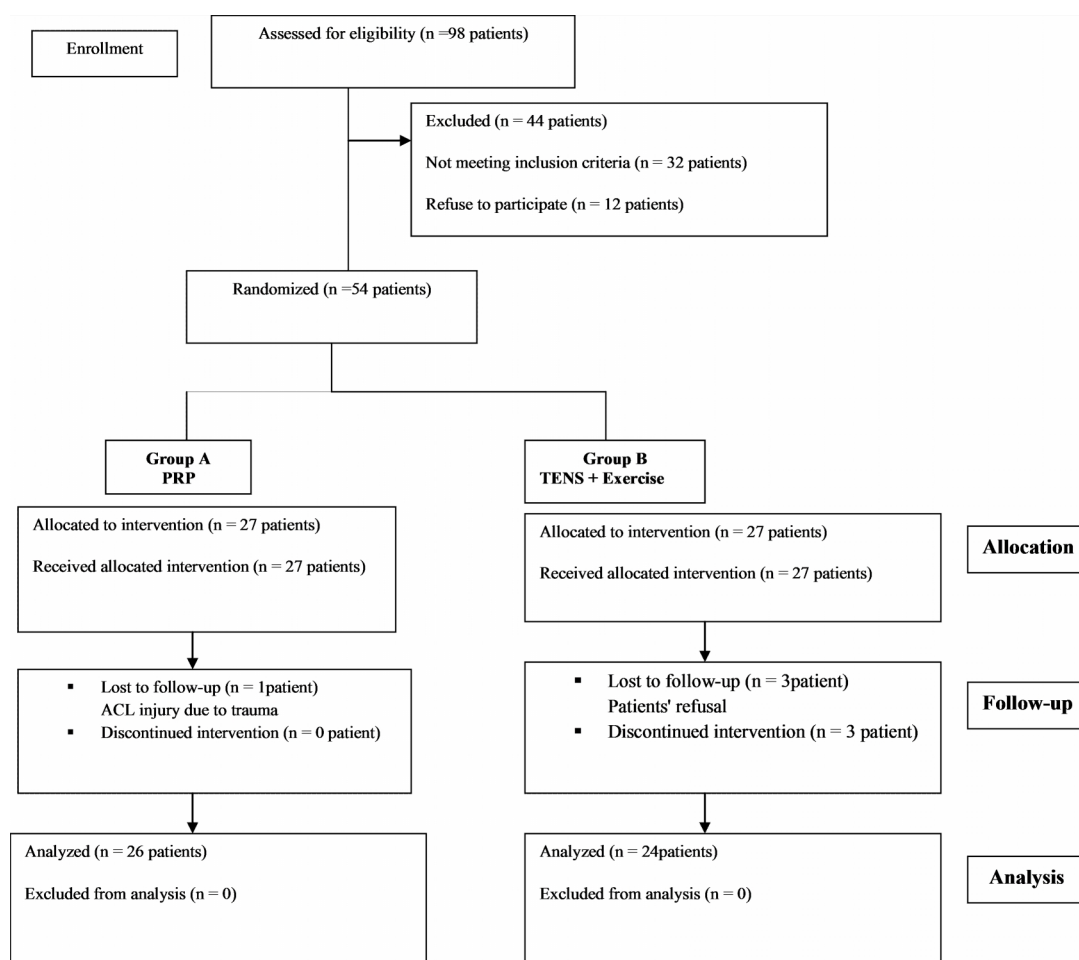 Enrollment
Assessed for eligibility (n =98 patients)
Excluded (n = 44 patients)
Not meeting inclusion criteria (n = 32 patients)
Refuse to participate (n = 12 patients)
Randomized (n =54 patients)
Group A
PRP
Group B
TENS + Exercise
Allocated to intervention (n = 27 patients)
Received allocated intervention (n = 27 patients)
Allocated to intervention (n = 27 patients)
Received allocated intervention (n = 27 patients)
Allocation
▪ Lost to follow-up (n = 1patient)
ACL injury due to trauma
▪ Discontinued intervention (n = 0 patient)
▪ Lost to follow-up (n = 3patient)
Patients' refusal
▪ Discontinued intervention (n = 3 patient)
Follow-up
Analyzed (n = 26 patients)
Excluded from analysis (n = 0)
Analyzed (n = 24patients)
Excluded from analysis (n = 0)
Analysis